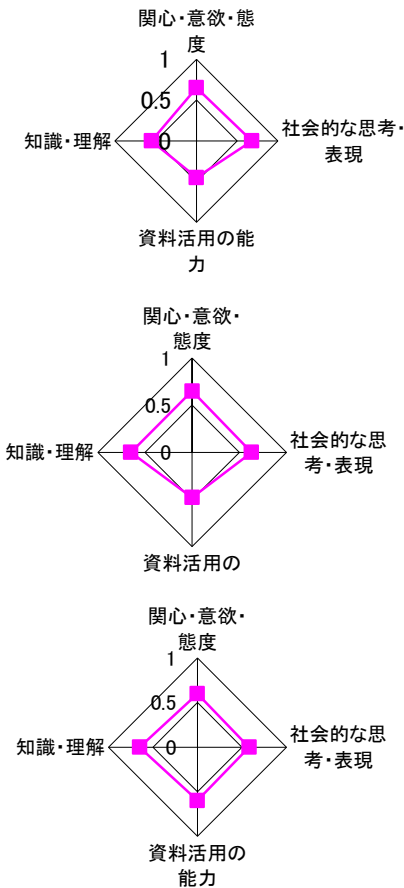 関心・意欲・態
度
1
0.5
0
知識・理解
社会的な思考・
表現
資料活用の能
力
関心・意欲・
態度
1
0.5
0
知識・理解
社会的な思
考・表現
資料活用の
関心・意欲・
態度
1
0.5
0
知識・理解
社会的な思
考・表現
資料活用の
能力